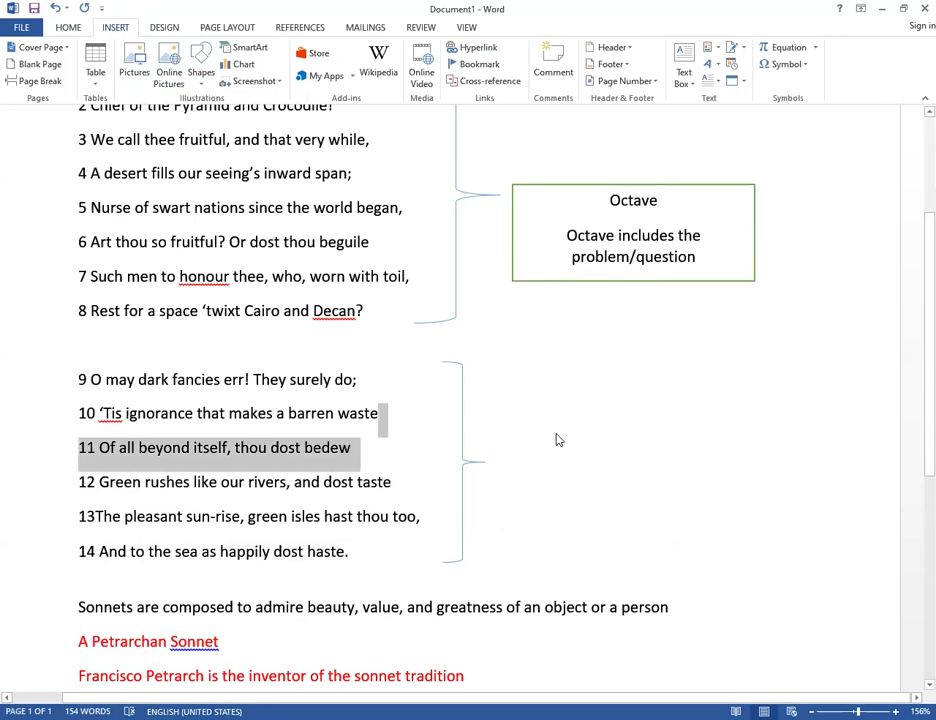 Document1 - Word
? Sign in
FILE HOME INSERT DESIGN PAGE LAYOUT REFERENCES MAILINGS REVIEW VIEW
Cover Page
Blank Page
Page Break
Pages
Table
Tables
Pictures
Online Pictures
Shapes
SmartArt
Chart
Screenshot
Illustrations
Store
My Apps
Wikipedia
Add-ins
Online Video
Media
Hyperlink
Bookmark
Cross-reference
Links
Comment
Comments
Header
Footer
Page Number
Header & Footer
Text Box
Text
Equation
Symbol
Symbols
2 Chief of the Pyramid and Crocodile!
3 We call thee fruitful, and that very while,
4 A desert fills our seeing’s inward span;
5 Nurse of swart nations since the world began,
6 Art thou so fruitful? Or dost thou beguile
7 Such men to honour thee, who, worn with toil,
8 Rest for a space ‘twixt Cairo and Decan?
Octave
Octave includes the
problem/question
9 O may dark fancies err! They surely do;
10 ‘Tis ignorance that makes a barren waste
11 Of all beyond itself, thou dost bedew
12 Green rushes like our rivers, and dost taste
13The pleasant sun-rise, green isles hast thou too,
14 And to the sea as happily dost haste.
Sonnets are composed to admire beauty, value, and greatness of an object or a person
A Petrarchan Sonnet
Francisco Petrarch is the inventor of the sonnet tradition
PAGE 1 OF 1 154 WORDS ENGLISH (UNITED STATES) 156%